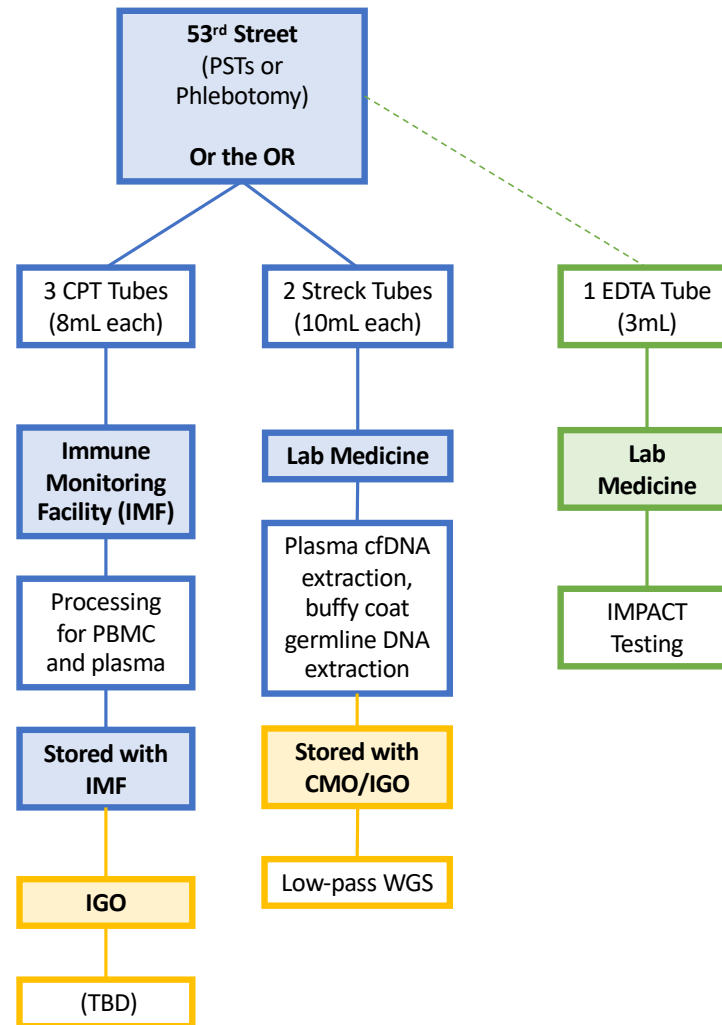 53rd Street
(PSTs or
Phlebotomy)
Or the OR
3 CPT Tubes
(8mL each)
2 Streck Tubes
(10mL each)
1 EDTA Tube
(3mL)
Immune
Monitoring
Facility (IMF)
Lab Medicine
Lab
Medicine
Processing
for PBMC
and plasma
Plasma cfDNA
extraction,
buffy coat
germline DNA
extraction
IMPACT
Testing
Stored with
IMF
Stored with
CMO/IGO
IGO
Low-pass WGS
(TBD)